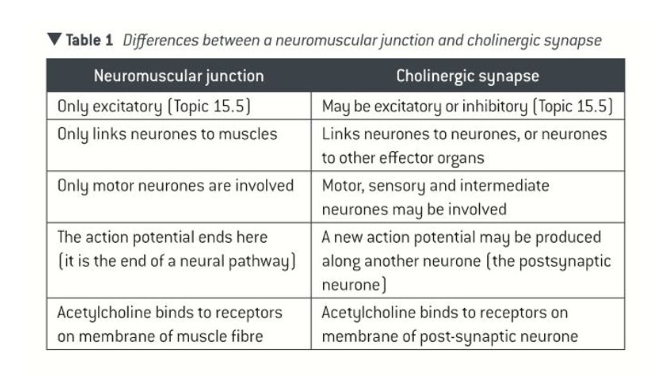 ▼ Table 1 Differences between a neuromuscular junction and cholinergic synapse
Neuromuscular junction
Cholinergic synapse
Only excitatory (Topic 15.5)
May be excitatory or inhibitory (Topic 15.5)
Only links neurones to muscles
Links neurones to neurones, or neurones
to other effector organs
Only motor neurones are involved
Motor, sensory and intermediate
neurones may be involved
The action potential ends here
(it is the end of a neural pathway)
A new action potential may be produced
along another neurone (the postsynaptic
neurone)
Acetylcholine binds to receptors
on membrane of muscle fibre
Acetylcholine binds to receptors on
membrane of post-synaptic neurone